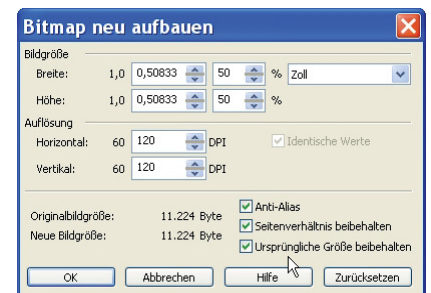 Bitmap neu aufbauen
Bildgröße
Breite: 1,0 0,50833 50 % Zoll
Höhe: 1,0 0,50833 50 %
Auflösung
Horizontal: 60 120 DPI Identische Werte
Vertikal: 60 120 DPI
Originalbildgröße: 11.224 Byte
Neue Bildgröße: 11.224 Byte
Anti-Alias
Seitenverhältnis beibehalten
Ursprüngliche Größe beibehalten
OK Abbrechen Hilfe Zurücksetzen